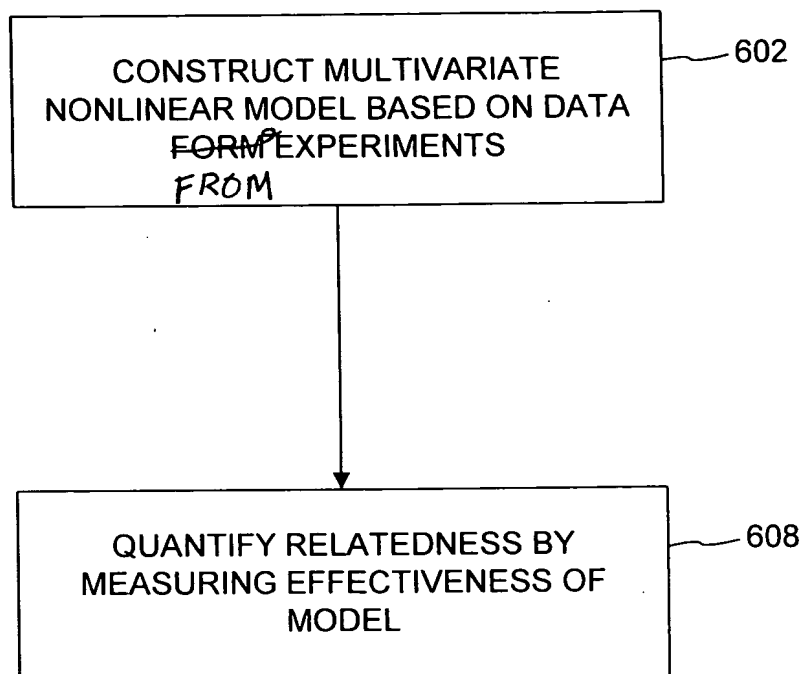 CONSTRUCT MULTIVARIATE
NONLINEAR MODEL BASED ON DATA
FORM EXPERIMENTS
FROM
602
QUANTIFY RELATEDNESS BY
MEASURING EFFECTIVENESS OF
MODEL
608